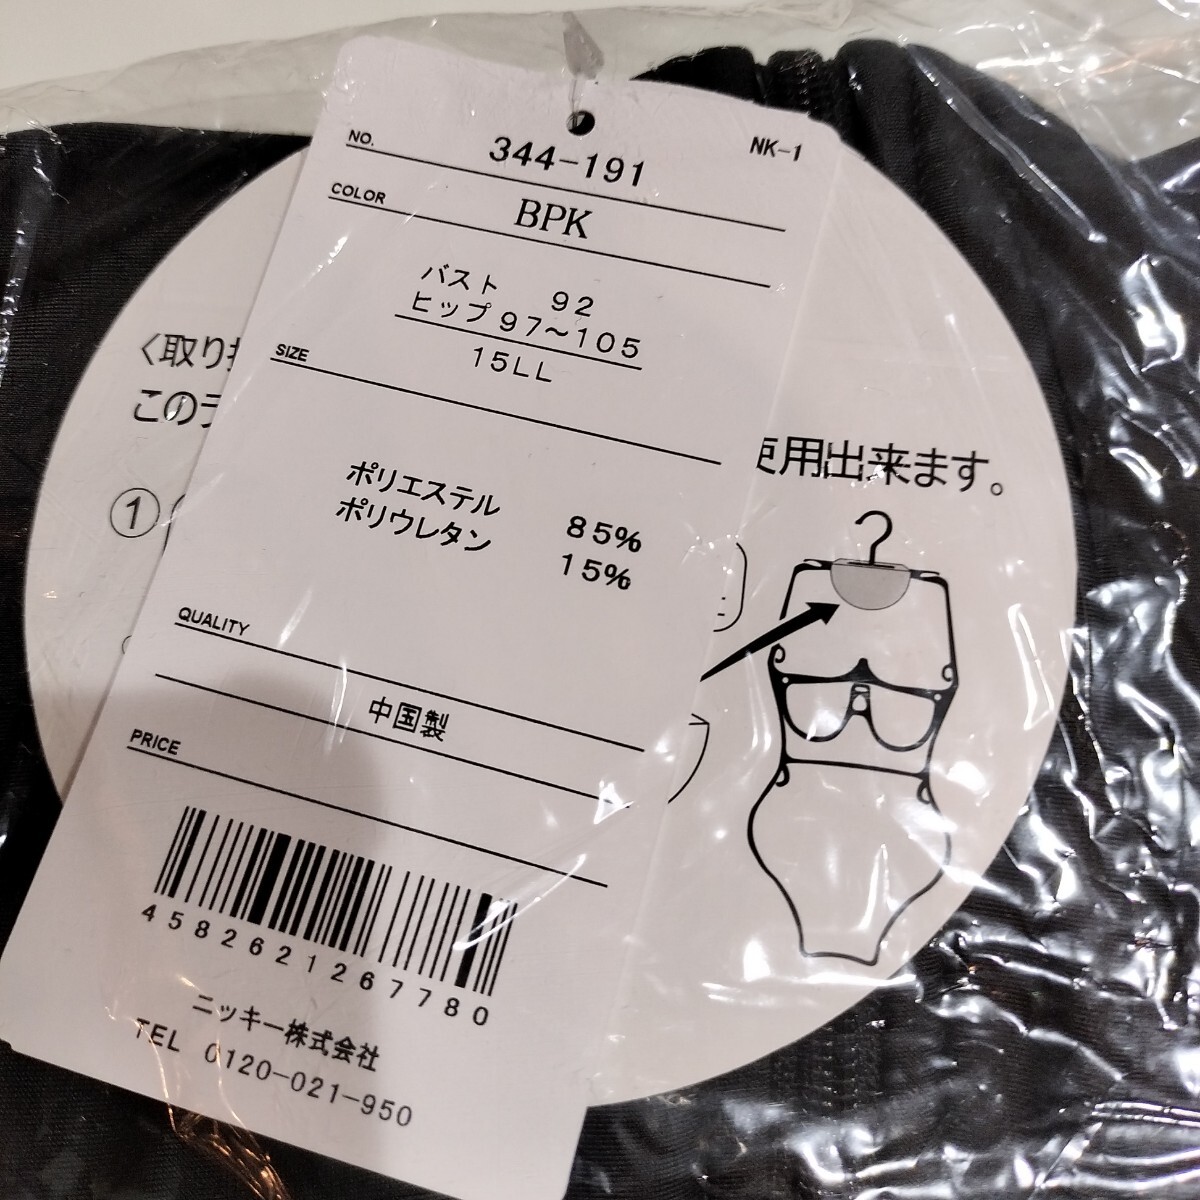 NK-1
NO. 344-191
COLOR BPK
バスト 92
ヒップ 97〜105
SIZE 15LL
ポリエステル 85%
ポリウレタン 15%
QUALITY
中国製
PRICE
4582621267780
ニッキー株式会社
TEL 0120-021-950
〈取り
このラ
使用出来ます。
①